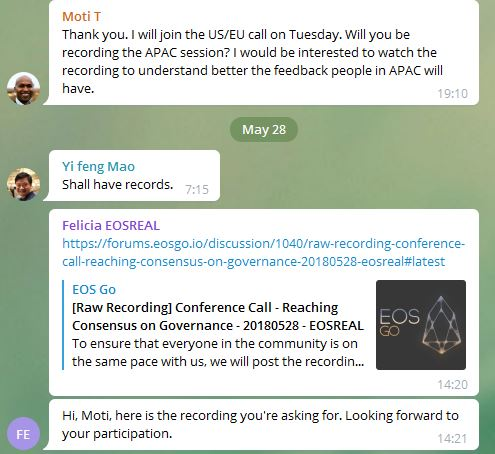 Moti T
Thank you. I will join the US/EU call on Tuesday. Will you be
recording the APAC session? I would be interested to watch the
recording to understand better the feedback people in APAC will
have.
19:10
May 28
Yi feng Mao
Shall have records.
7:15
Felicia EOSREAL
https://forums.eosgo.io/discussion/1040/raw-recording-conference-
call-reaching-consensus-on-governance-20180528-eosreal#latest
EOS Go
[Raw Recording] Conference Call - Reaching
Consensus on Governance - 20180528 - EOSREAL
To ensure that everyone in the community is on
the same pace with us, we will post the recordin...
EOS
GO
14:20
FE
Hi, Moti, here is the recording you're asking for. Looking forward to
your participation.
14:21